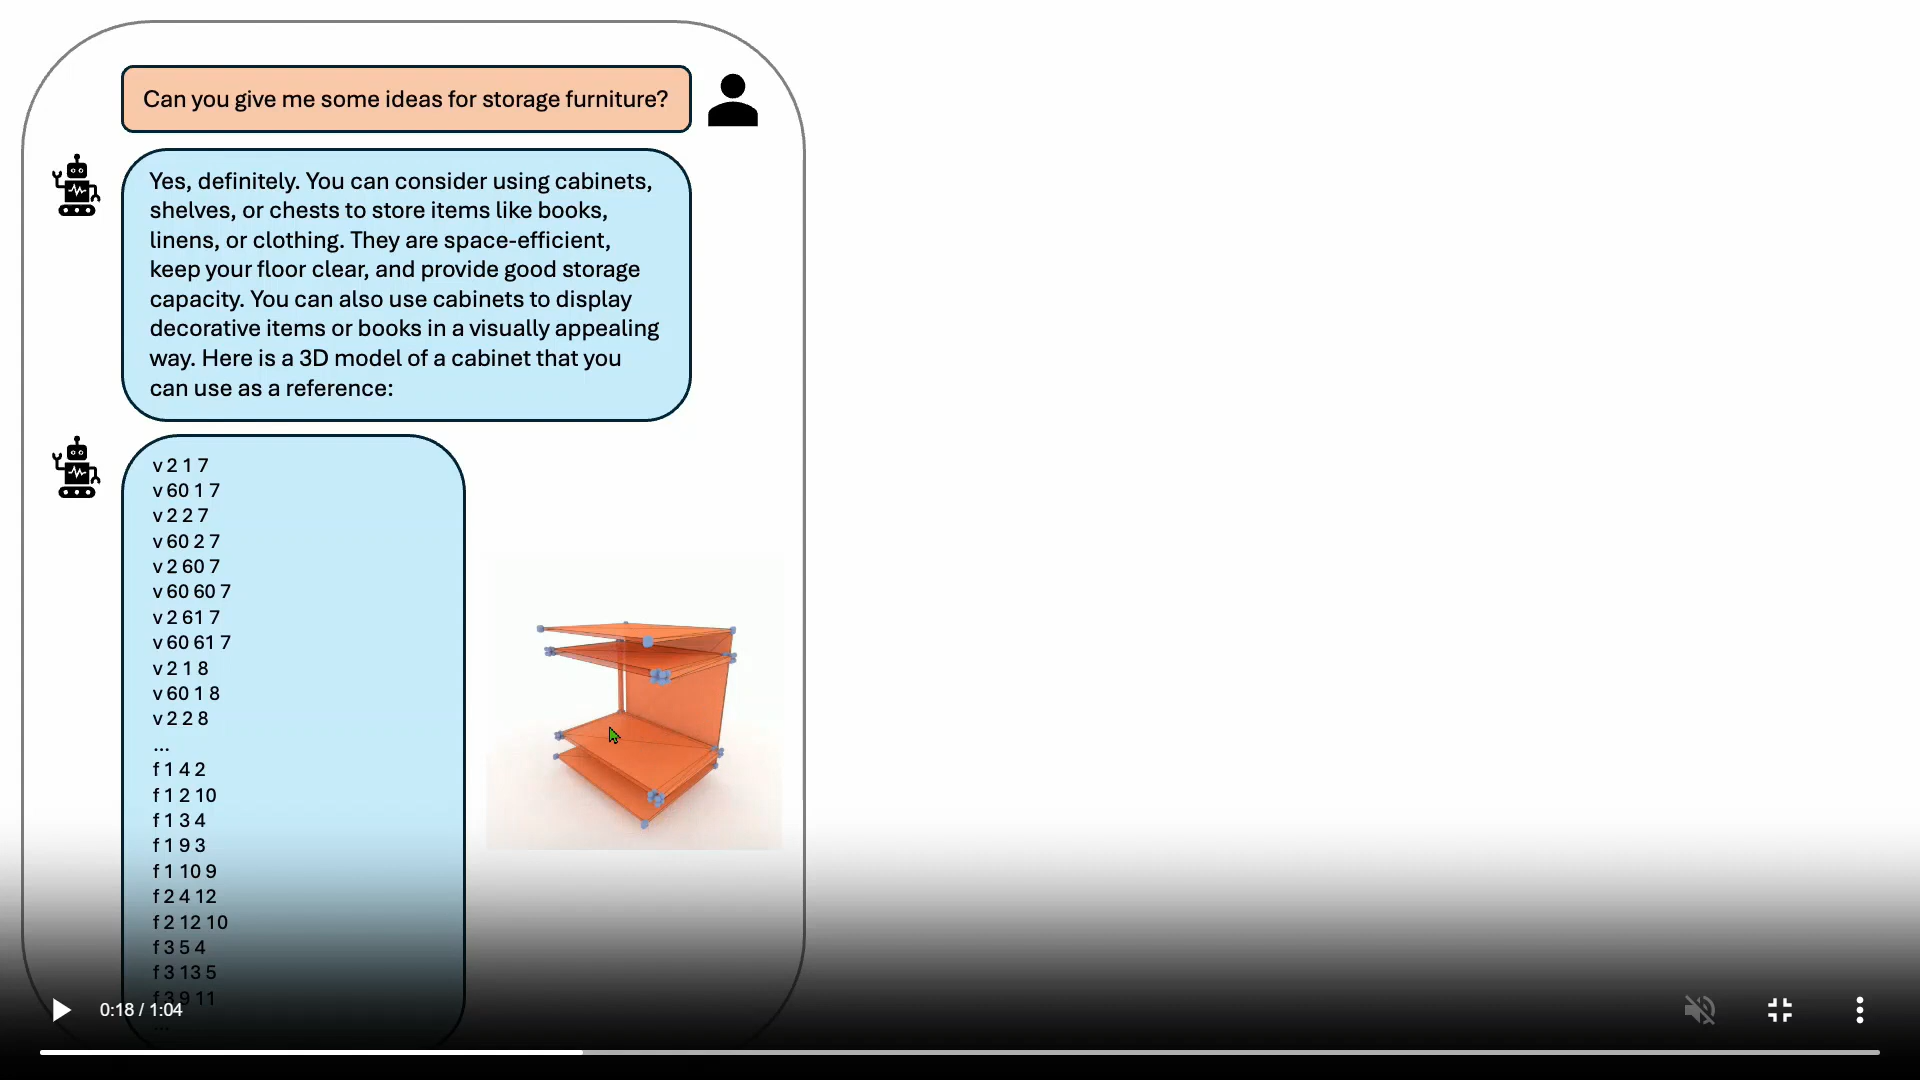 Can you give me some ideas for storage furniture?
Yes, definitely. You can consider using cabinets,
shelves, or chests to store items like books,
linens, or clothing. They are space-efficient,
keep your floor clear, and provide good storage
capacity. You can also use cabinets to display
decorative items or books in a visually appealing
way. Here is a 3D model of a cabinet that you
can use as a reference:
v 2 1 7
v 60 1 7
v 2 2 7
v 60 2 7
v 2 60 7
v 60 60 7
v 2 61 7
v 60 61 7
v 2 1 8
v 60 1 8
v 2 2 8
...
f 1 4 2
f 1 2 10
f 1 3 4
f 1 9 3
f 1 10 9
f 2 4 12
f 2 12 10
f 3 5 4
f 3 13 5
f 3 9 11
...
0:18 / 1:04